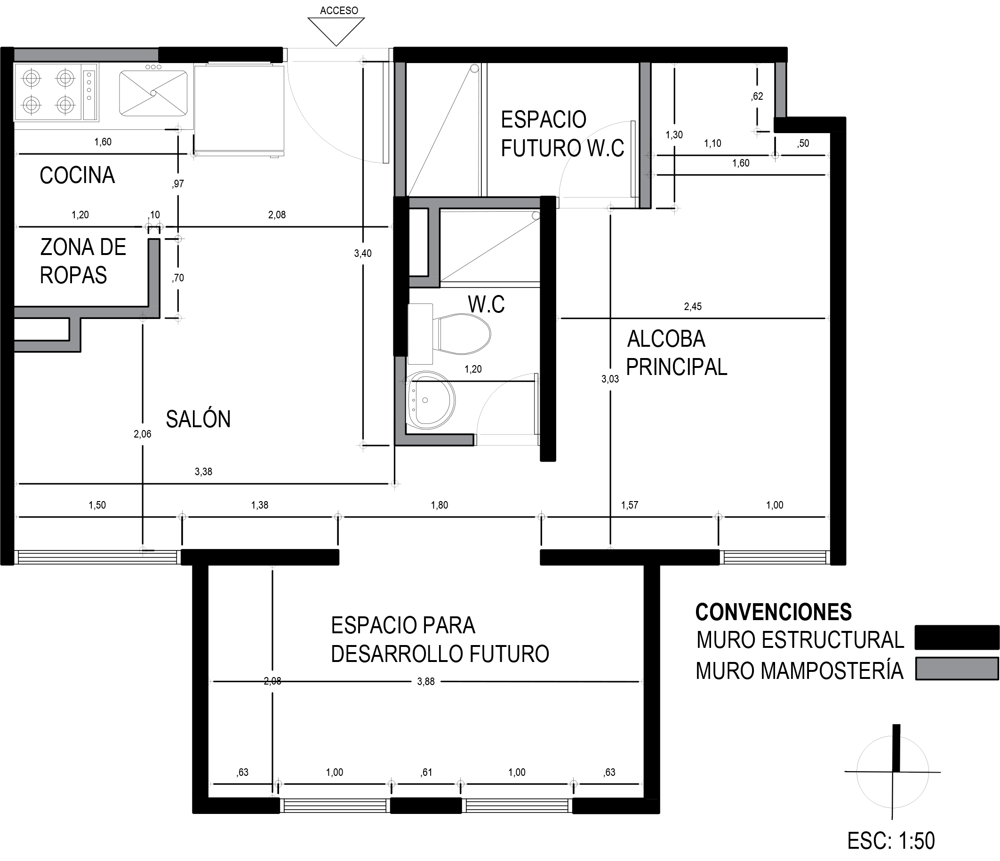 ACCESO
,62
ESPACIO
FUTURO W.C
1,30
1,10
,50
1,60
1,60
COCINA
,97
1,20
,10
2,08
ZONA DE
ROPAS
3,40
,70
W.C
2,45
ALCOBA
PRINCIPAL
1,20
3,03
SALÓN
2,06
3,38
1,50
1,38
1,80
1,57
1,00
CONVENCIONES
MURO ESTRUCTURAL
MURO MAMPOSTERÍA
ESPACIO PARA
DESARROLLO FUTURO
2,08
3,88
,63
1,00
,61
1,00
,63
ESC: 1:50